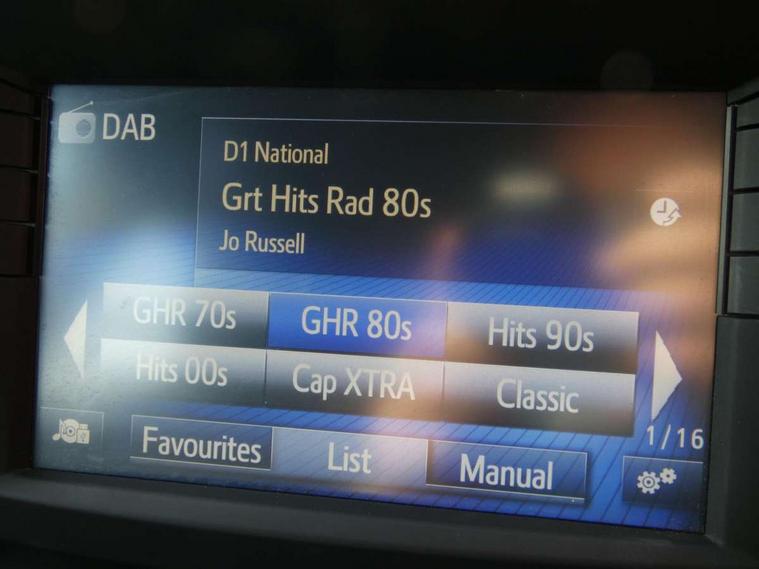 DAB
D1 National
Grt Hits Rad 80s
Jo Russell
GHR 70s GHR 80s Hits 90s
Hits 00s Cap XTRA Classic
1/16
Favourites List Manual